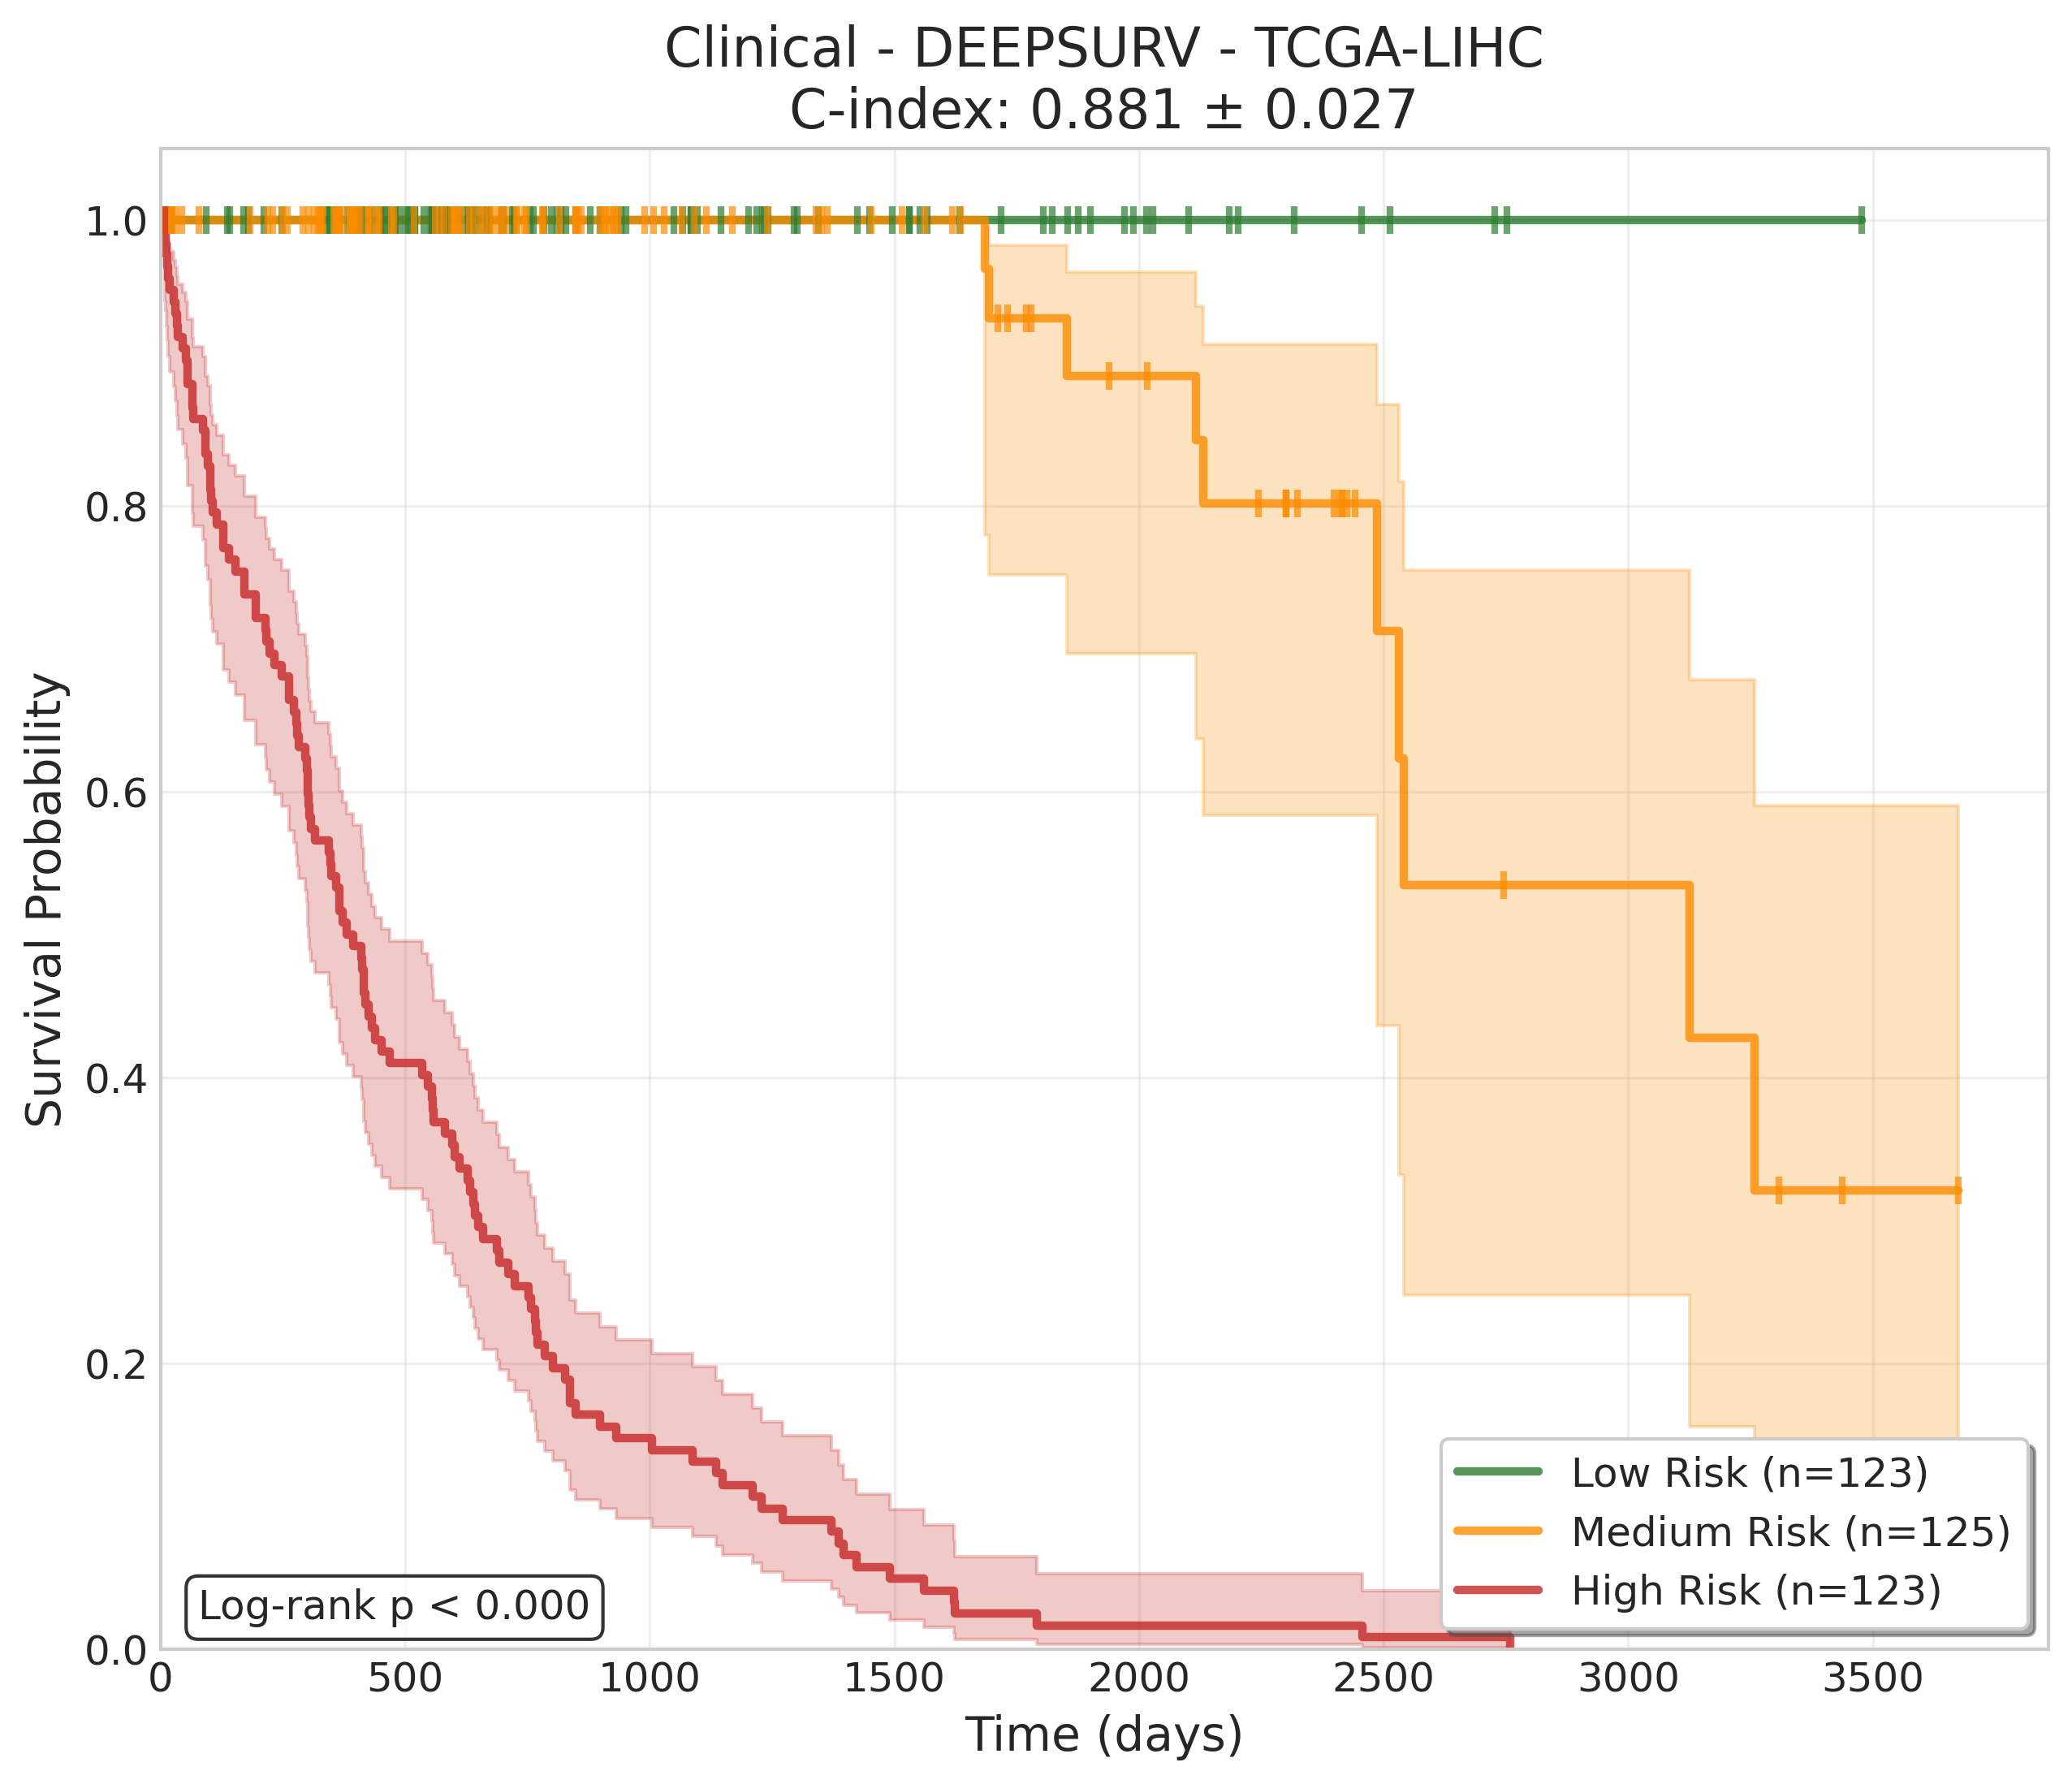 Clinical - DEEPSURV - TCGA-LIHC
C-index: 0.881 ± 0.027
Survival Probability
1.0
0.8
0.6
0.4
0.2
0.0
Log-rank p < 0.000
Low Risk (n=123)
Medium Risk (n=125)
High Risk (n=123)
0 500 1000 1500 2000 2500 3000 3500
Time (days)